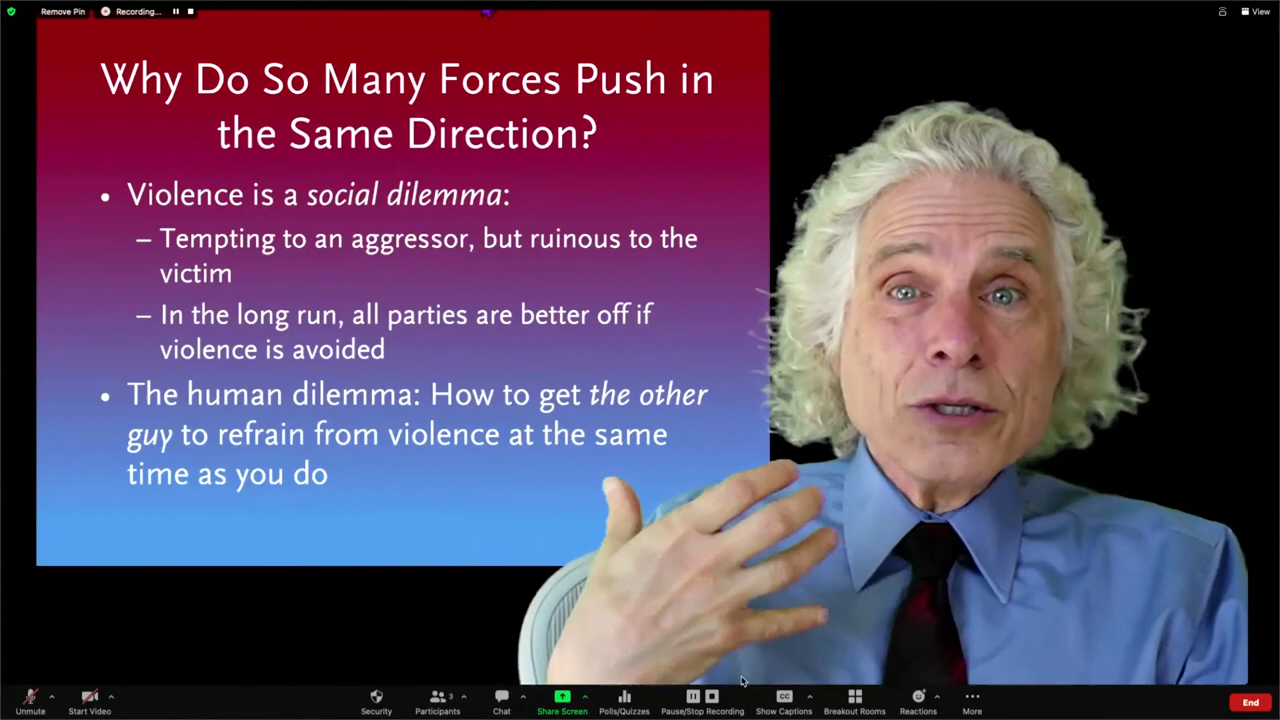 Remove Pin
Recording...
View
Why Do So Many Forces Push in
the Same Direction?
• Violence is a social dilemma:
– Tempting to an aggressor, but ruinous to the
victim
– In the long run, all parties are better off if
violence is avoided
• The human dilemma: How to get the other
guy to refrain from violence at the same
time as you do
3
CC
Unmute
Start Video
Security
Participants
Chat
Share Screen
Polls/Quizzes
Pause/Stop Recording
Show Captions
Breakout Rooms
Reactions
More
End